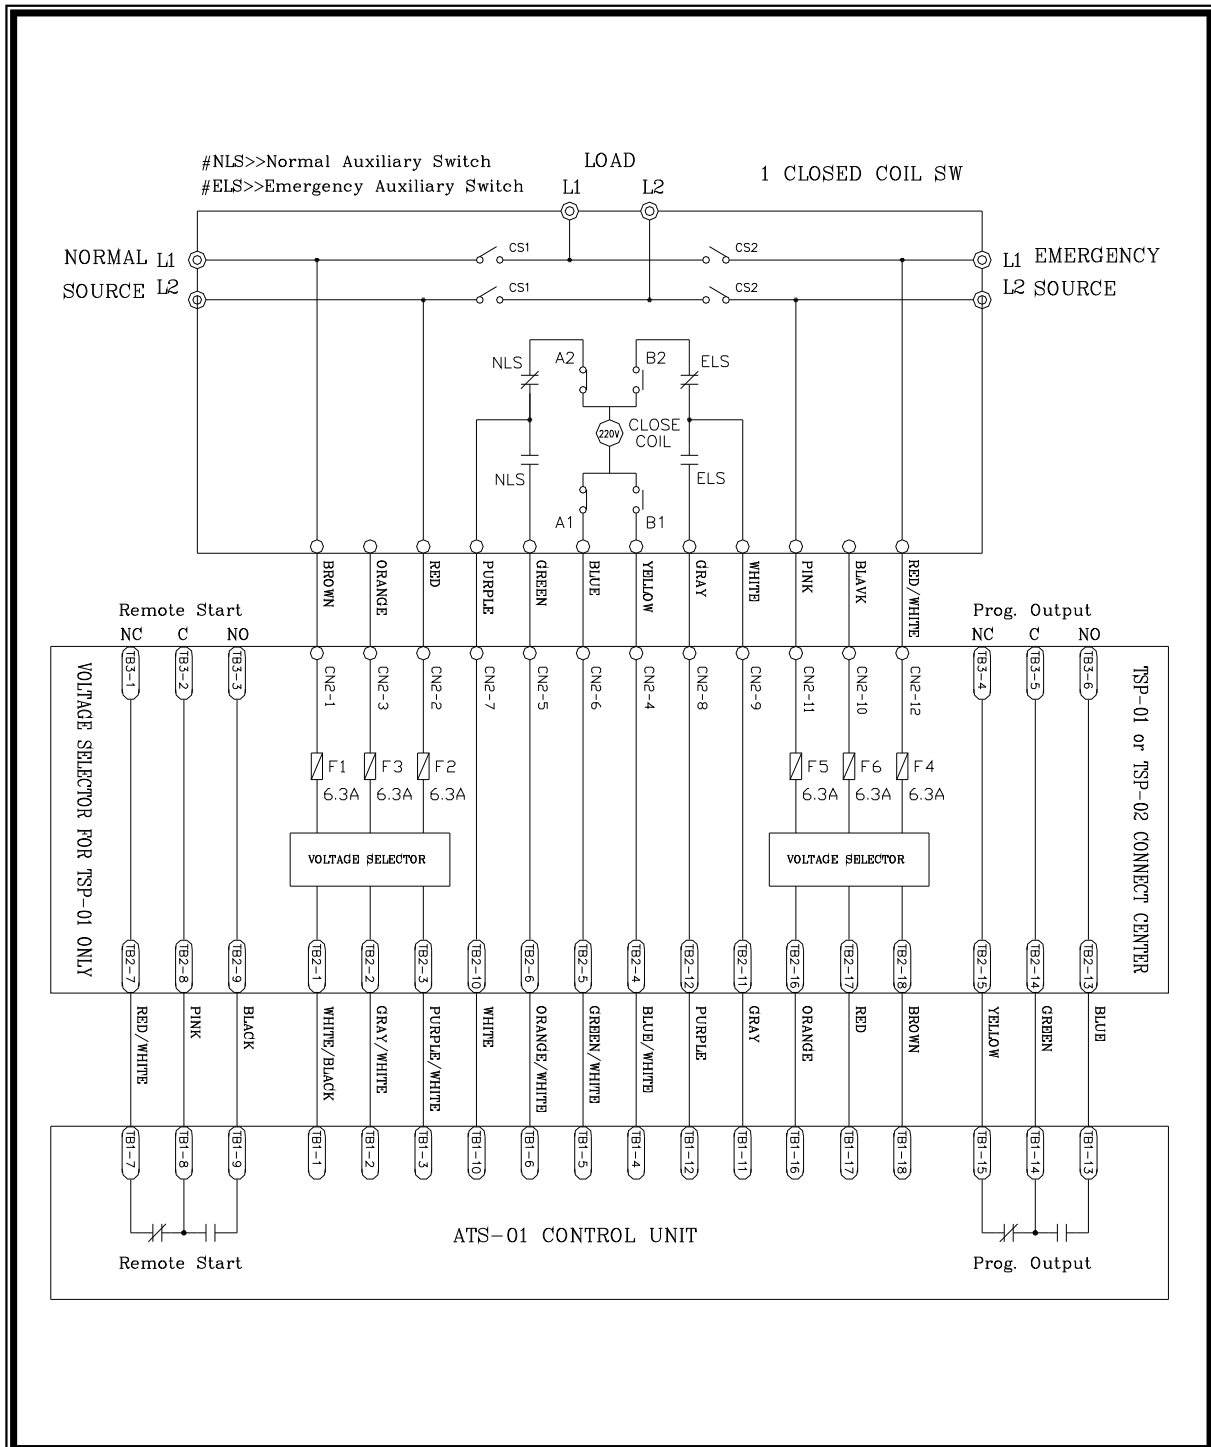 #NLS>>Normal Auxiliary Switch
#ELS>>Emergency Auxiliary Switch
LOAD
L1 L2
1 CLOSED COIL SW
NORMAL L1
SOURCE L2
L1 EMERGENCY
L2 SOURCE
CS1 CS2
CS1 CS2
NLS A2 B2 ELS
220V CLOSE
COIL
NLS ELS
A1 B1
BROWN
ORANGE
RED
PURPLE
GREEN
BLUE
YELLOW
GRAY
WHITE
PINK
BLAVK
RED/WHITE
Remote Start
NC C NO
Prog. Output
NC C NO
TB3-1
TB3-2
TB3-3
CN2-1
CN2-3
CN2-2
CN2-7
CN2-5
CN2-6
CN2-4
CN2-8
CN2-9
CN2-11
CN2-10
CN2-12
TB3-4
TB3-5
TB3-6
VOLTAGE SELECTOR FOR TSP-01 ONLY
TSP-01 or TSP-02 CONNECT CENTER
F1 F3 F2
6.3A 6.3A 6.3A
F5 F6 F4
6.3A 6.3A 6.3A
VOLTAGE SELECTOR
VOLTAGE SELECTOR
TB2-7
TB2-8
TB2-9
TB2-1
TB2-2
TB2-3
TB2-10
TB2-6
TB2-5
TB2-4
TB2-12
TB2-11
TB2-16
TB2-17
TB2-18
TB2-15
TB2-14
TB2-13
RED/WHITE
PINK
BLACK
WHITE/BLACK
GRAY/WHITE
PURPLE/WHITE
WHITE
ORANGE/WHITE
GREEN/WHITE
BLUE/WHITE
PURPLE
GRAY
ORANGE
RED
BROWN
YELLOW
GREEN
BLUE
TB1-7
TB1-8
TB1-9
TB1-1
TB1-2
TB1-3
TB1-10
TB1-6
TB1-5
TB1-4
TB1-12
TB1-11
TB1-16
TB1-17
TB1-18
TB1-15
TB1-14
TB1-13
ATS-01 CONTROL UNIT
Remote Start
Prog. Output